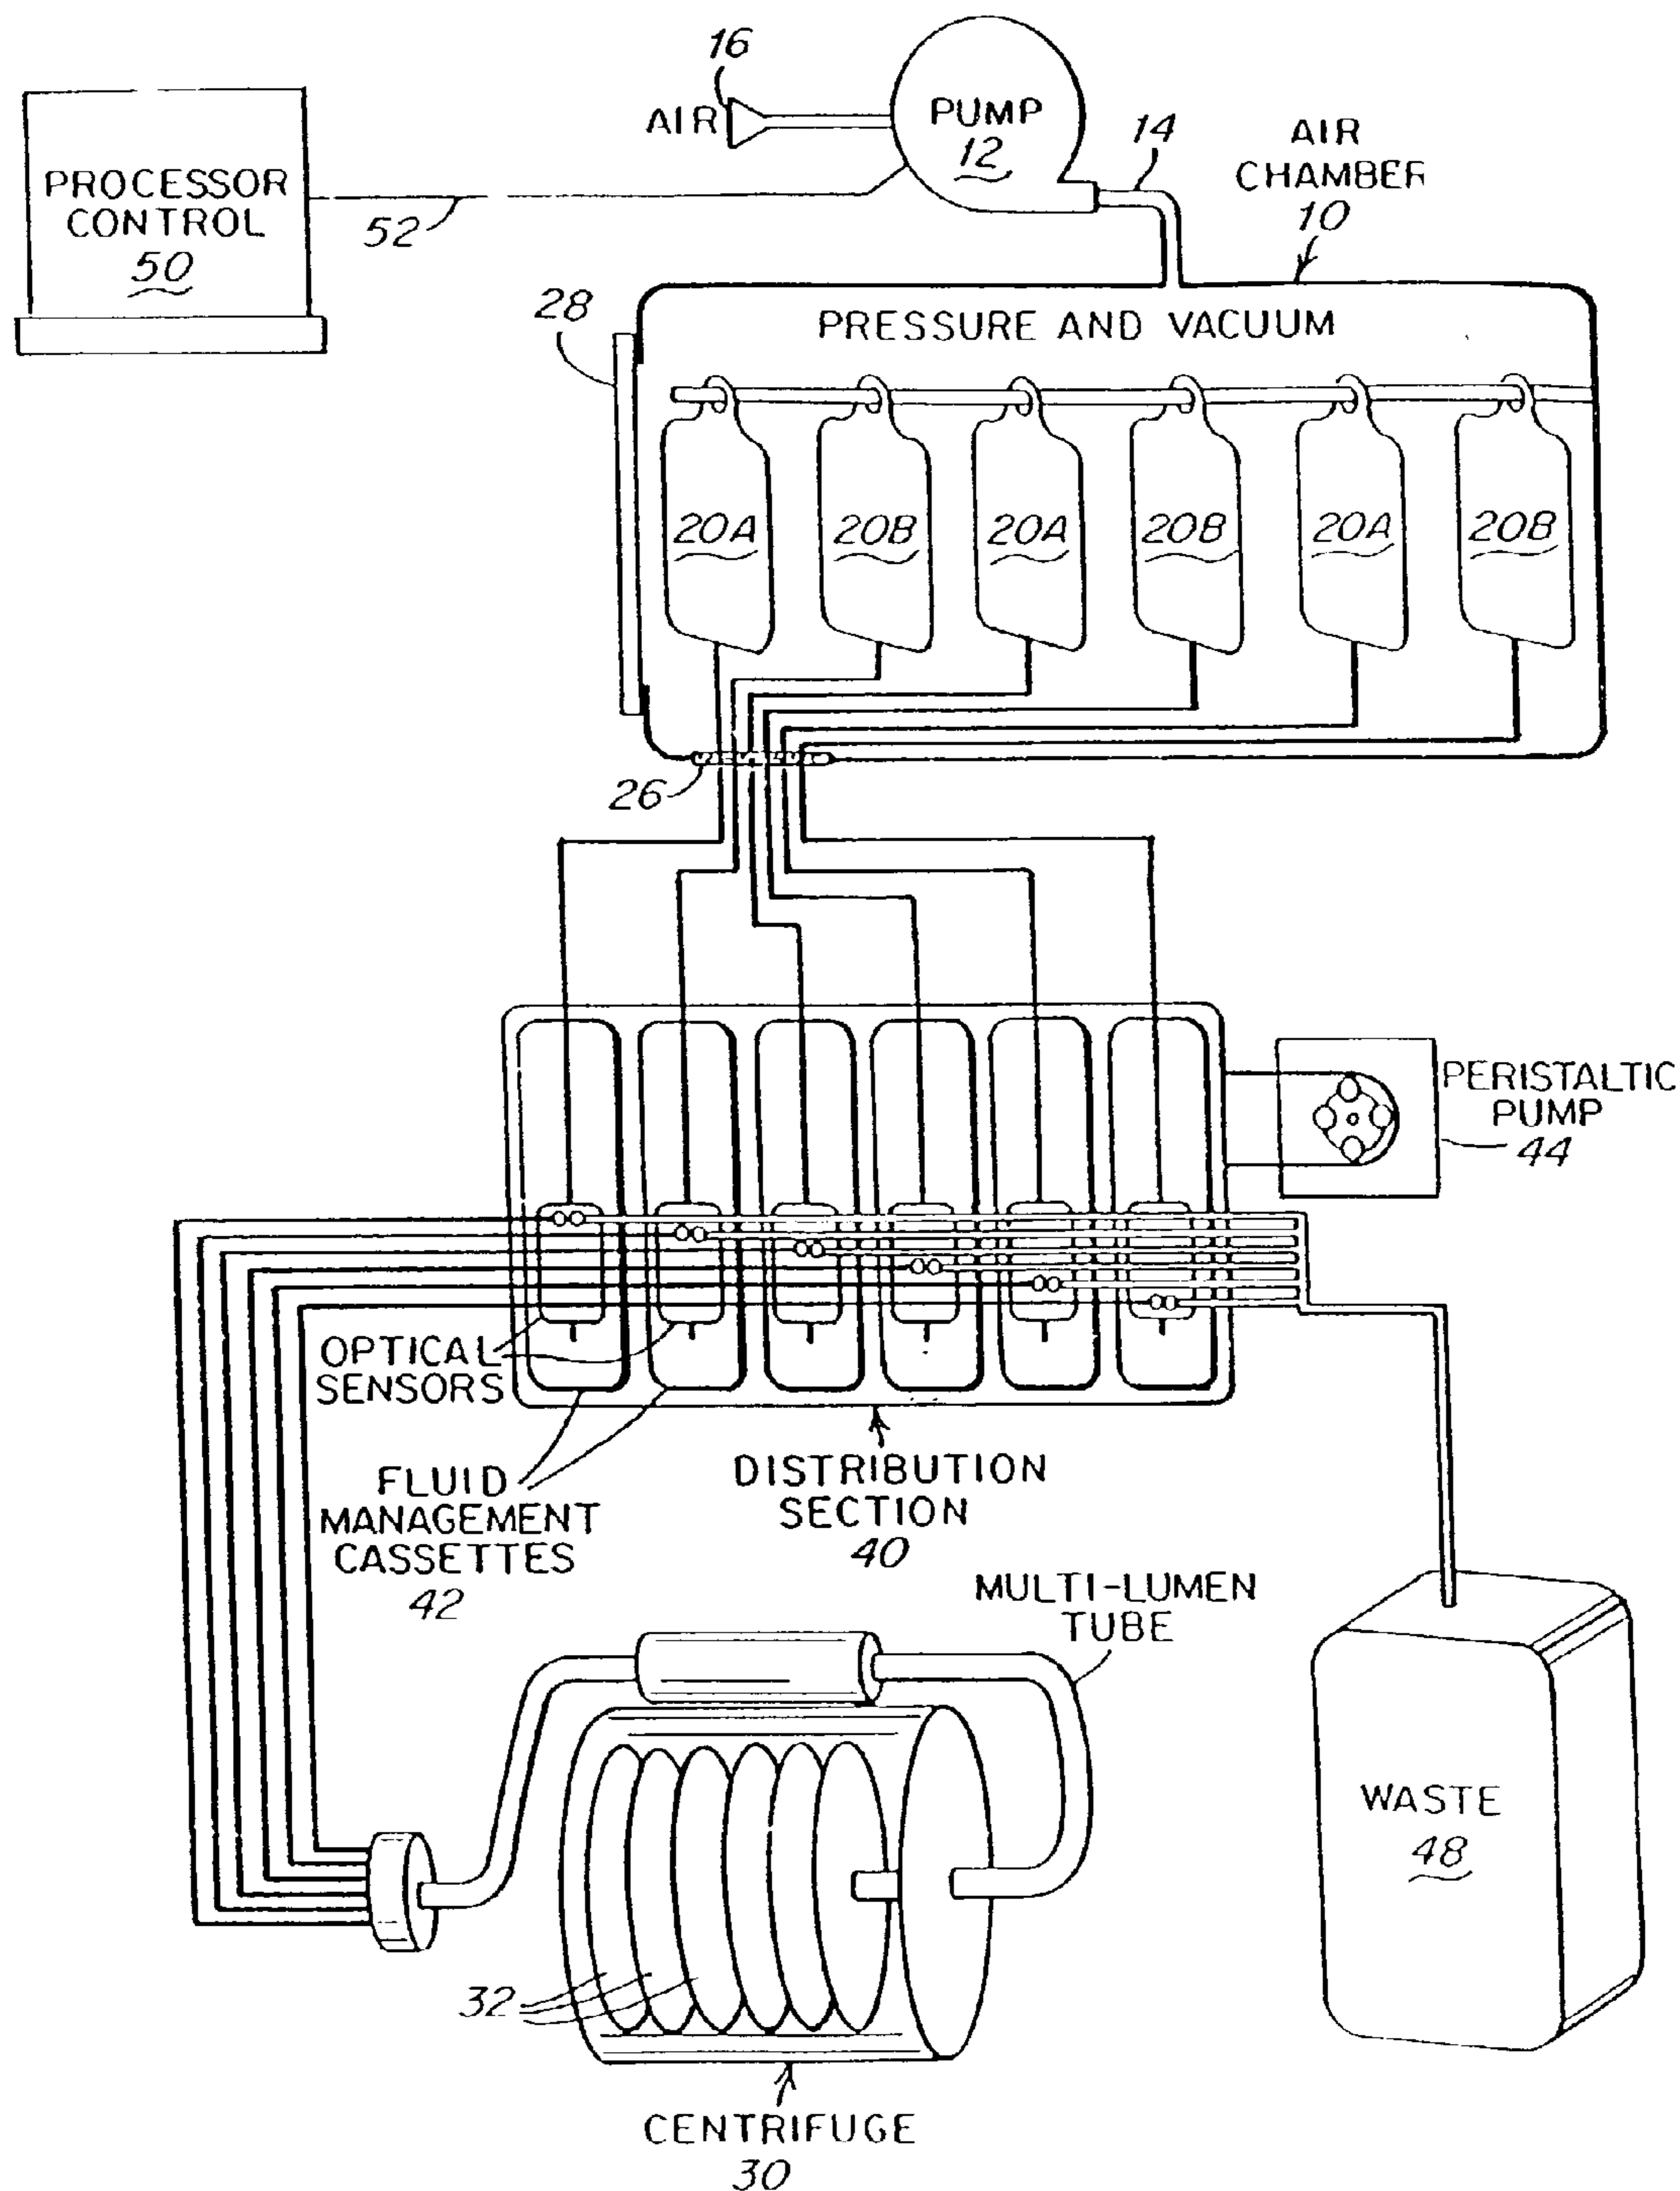 16
AIR
PUMP
12
14
AIR
CHAMBER
10
PROCESSOR
CONTROL
50
52
28
PRESSURE AND VACUUM
20A
20B
20A
20B
20A
20B
26
PERISTALTIC
PUMP
44
OPTICAL
SENSORS
FLUID
MANAGEMENT
CASSETTES
42
DISTRIBUTION
SECTION
40
MULTI-LUMEN
TUBE
WASTE
48
32
CENTRIFUGE
30